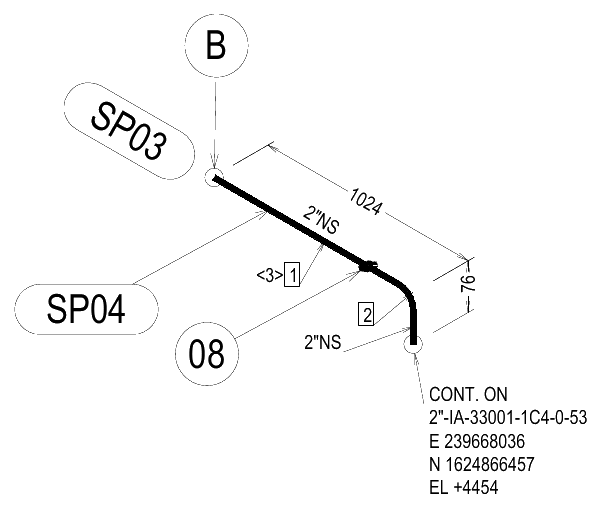 B
SP03
1024
2"NS
<3> 1
76
SP04
2
08
2"NS
CONT. ON
2"-IA-33001-1C4-0-53
E 239668036
N 1624866457
EL +4454